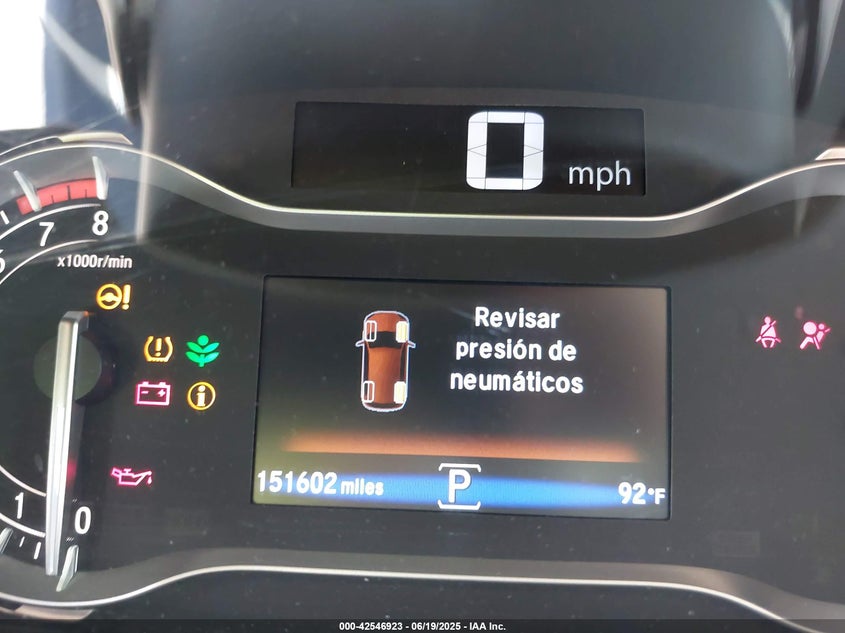 0 mph
8
7
6
x1000r/min
Revisar
presión de
neumáticos
151602 miles
P
92°F
1
0
000-42546923 - 06/19/2025 - IAA Inc.